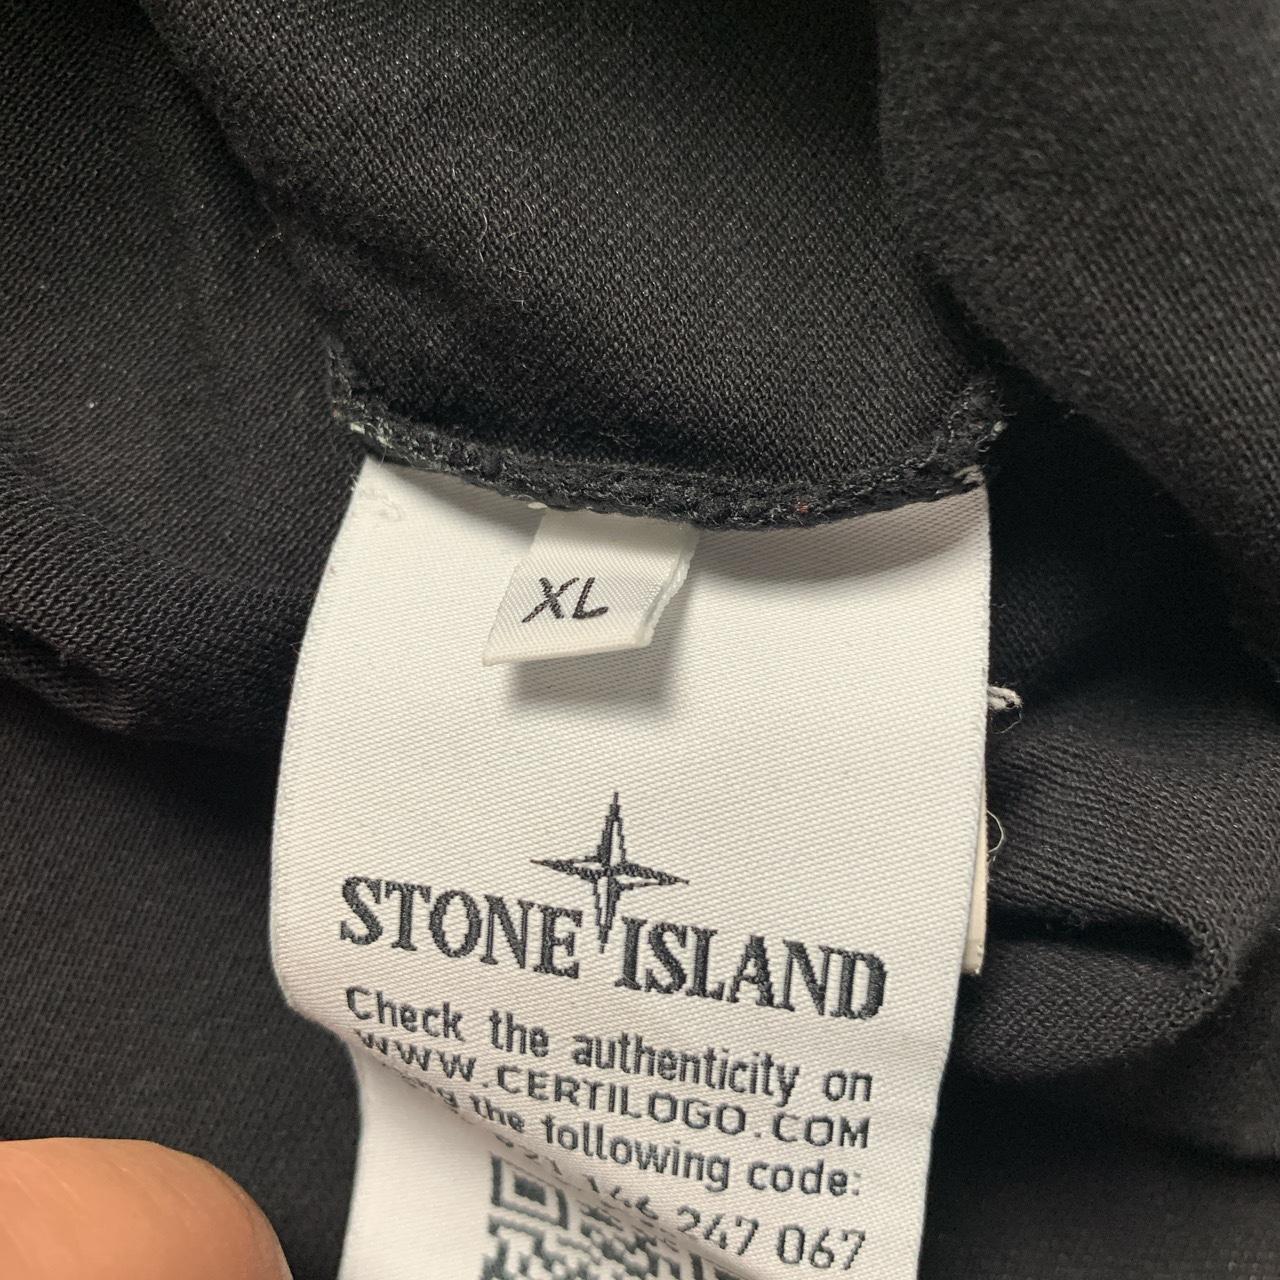 XL
STONE ISLAND
Check the authenticity on
WWW.CERTILOGO.COM
the following code:
247 067